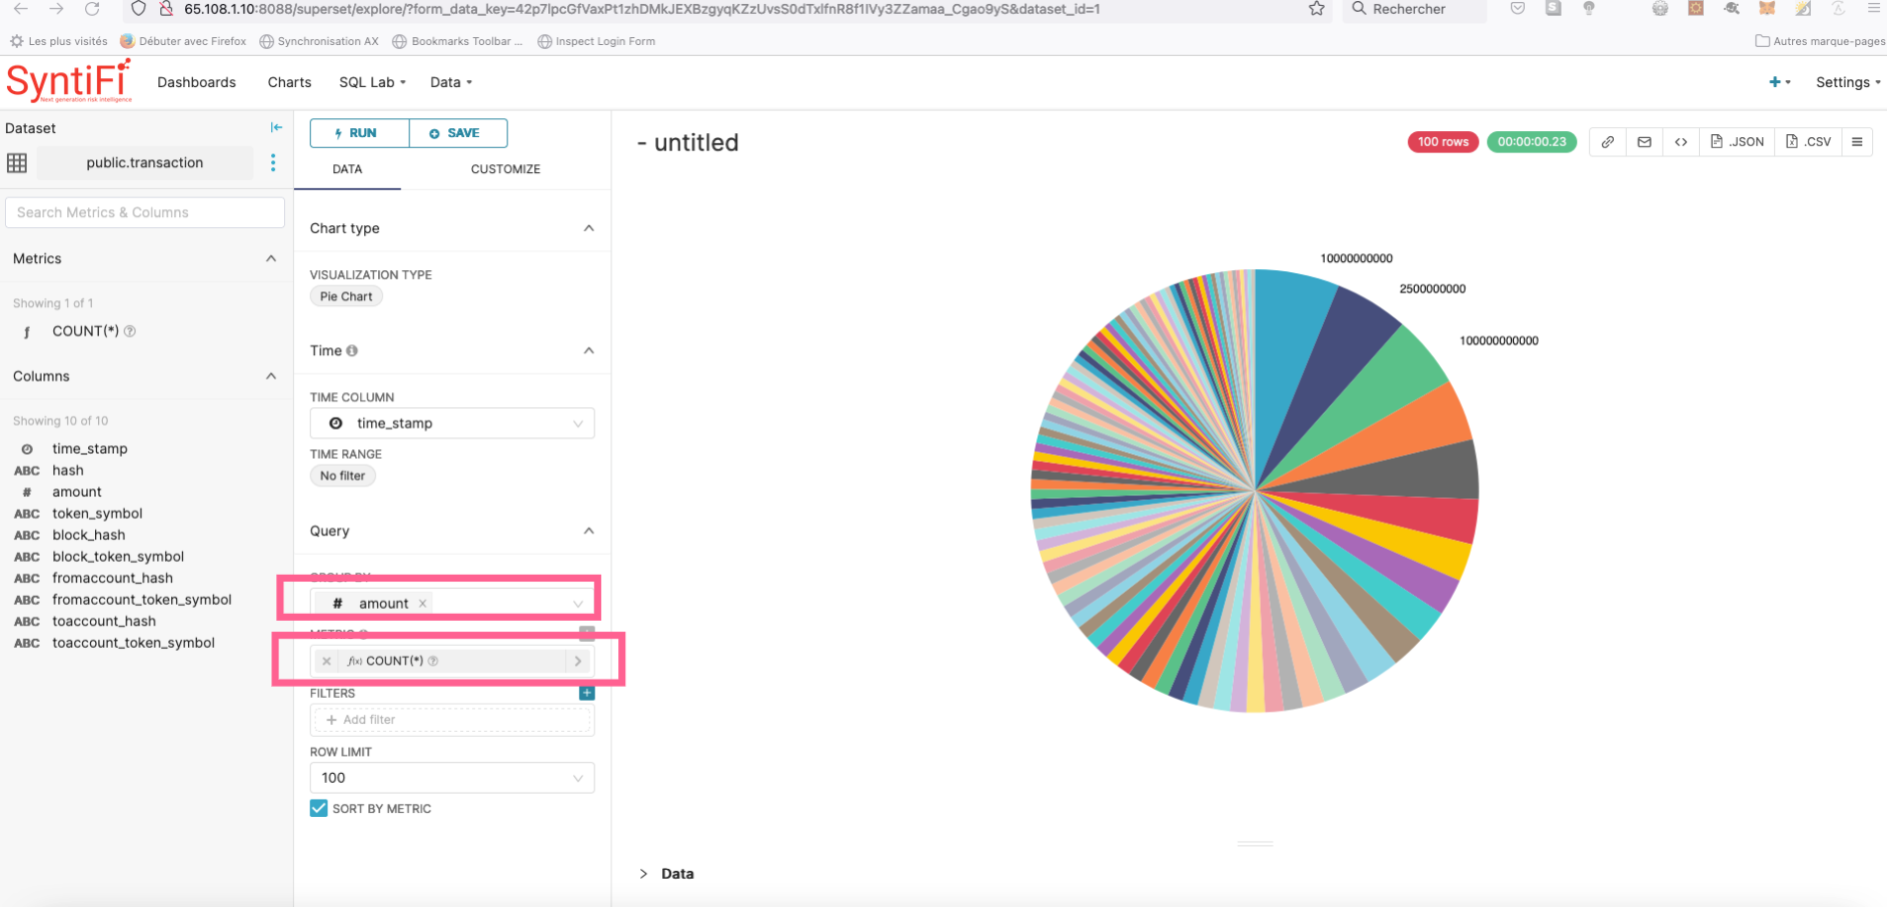 65.108.1.10:8088/superset/explore/?form_data_key=42p7lpcGfVaxPt1zhDMkJEXBzgyqKZzUvsS0dTxlfnR8f1IVy3ZZamaa_Cgao9yS&dataset_id=1
Rechercher
Les plus visités
Débuter avec Firefox
Synchronisation AX
Bookmarks Toolbar ...
Inspect Login Form
Autres marque-pages
SyntiFi
Next generation risk intelligence
Dashboards
Charts
SQL Lab
Data
Settings
Dataset
public.transaction
Search Metrics & Columns
Metrics
Showing 1 of 1
f COUNT(*)
Columns
Showing 10 of 10
time_stamp
ABC hash
# amount
ABC token_symbol
ABC block_hash
ABC block_token_symbol
ABC fromaccount_hash
ABC fromaccount_token_symbol
ABC toaccount_hash
ABC toaccount_token_symbol
RUN
SAVE
DATA
CUSTOMIZE
Chart type
VISUALIZATION TYPE
Pie Chart
Time
TIME COLUMN
time_stamp
TIME RANGE
No filter
Query
GROUP BY
# amount ×
METRIC
× f(x) COUNT(*)
FILTERS
+ Add filter
ROW LIMIT
100
SORT BY METRIC
- untitled
100 rows
00:00:00.23
.JSON
.CSV
10000000000
2500000000
100000000000
Data